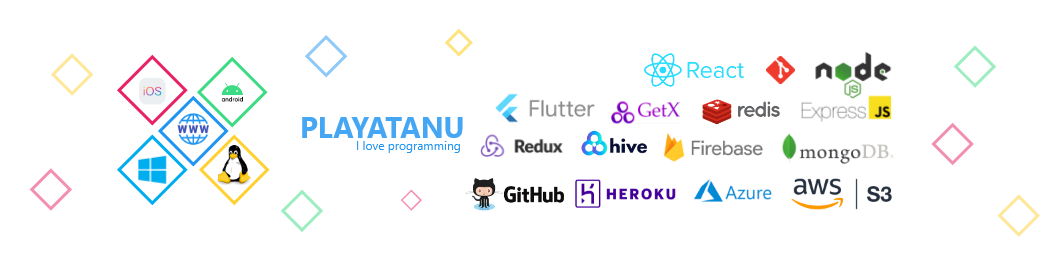 iOS
android
WWW
PLAYATANU
I love programming
React
node
JS
Flutter
GetX
redis
Express
JS
Redux
hive
Firebase
mongoDB.
GitHub
HEROKU
Azure
aws
S3